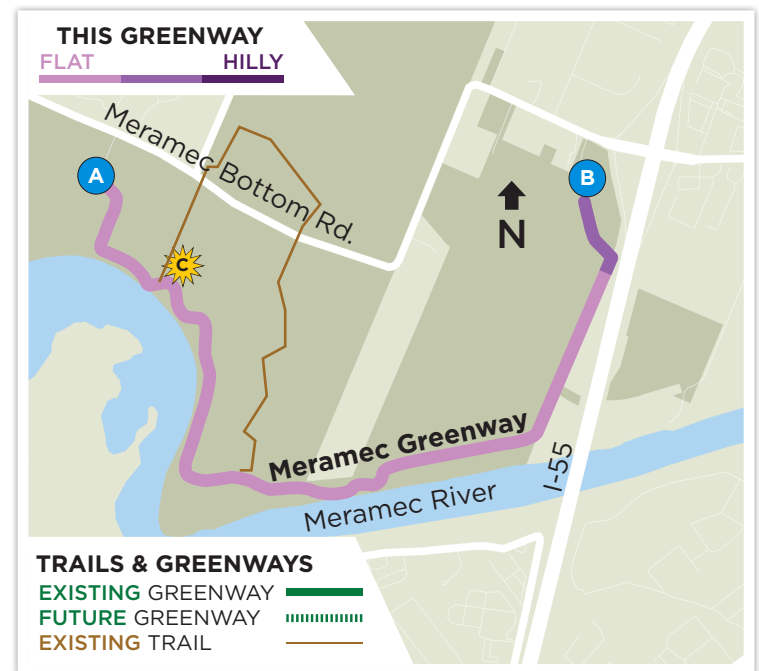 THIS GREENWAY
FLAT HILLY
Meramec Bottom Rd.
A
B
N
C
Meramec Greenway
I-55
Meramec River
TRAILS & GREENWAYS
EXISTING GREENWAY
FUTURE GREENWAY
EXISTING TRAIL